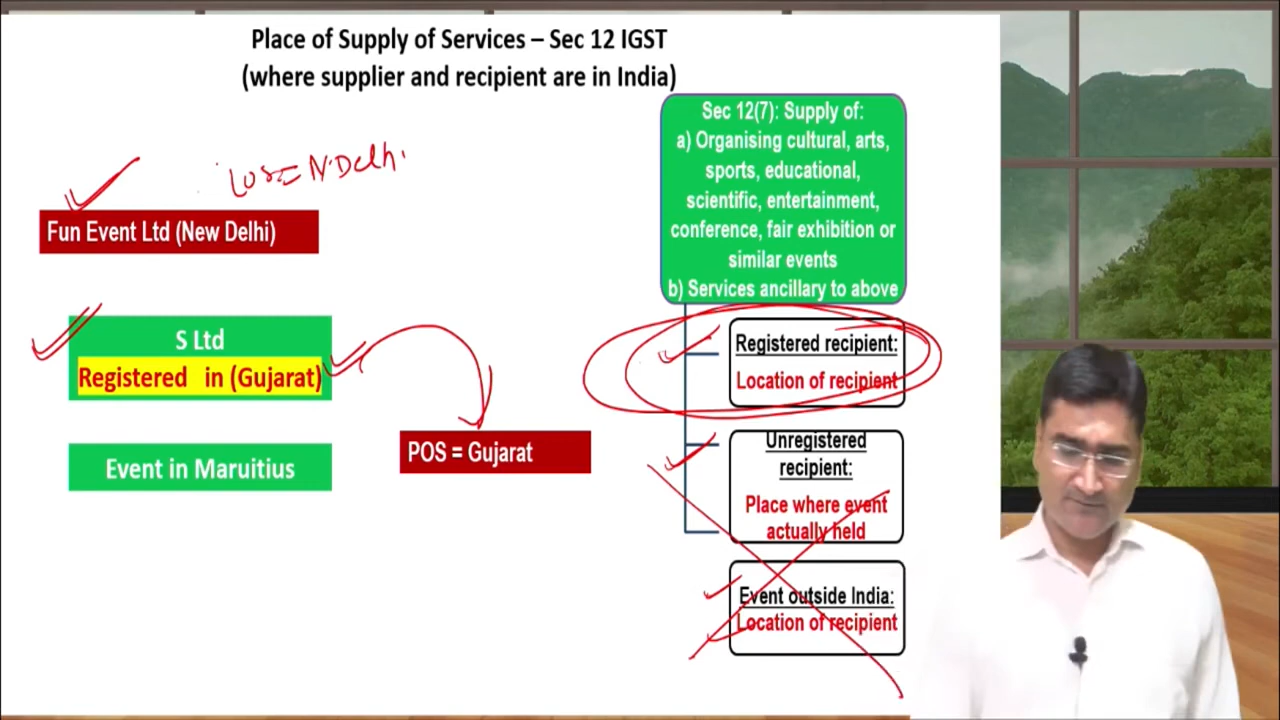 Place of Supply of Services – Sec 12 IGST
(where supplier and recipient are in India)
LOS = N.Delhi
Fun Event Ltd (New Delhi)
S Ltd
Registered in (Gujarat)
Event in Maruitius
POS = Gujarat
Sec 12(7): Supply of:
a) Organising cultural, arts,
sports, educational,
scientific, entertainment,
conference, fair exhibition or
similar events
b) Services ancillary to above
Registered recipient:
Location of recipient
Unregistered
recipient:
Place where event
actually held
Event outside India:
Location of recipient